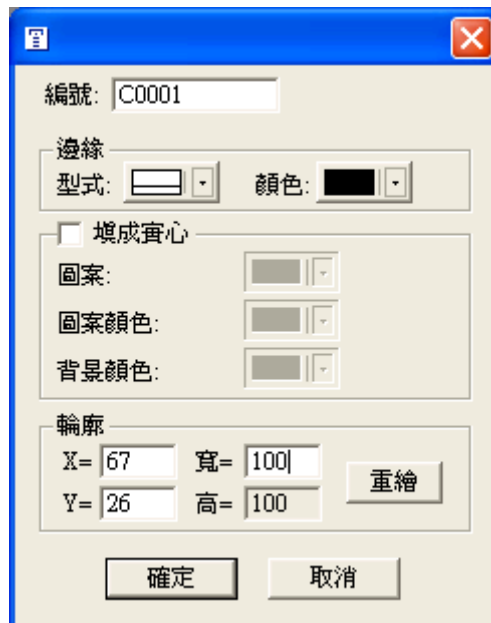 編號: C0001
邊緣
型式: 顏色:
填成實心
圖案:
圖案顏色:
背景顏色:
輪廓
X= 67 寬= 100
Y= 26 高= 100
重繪
確定 取消